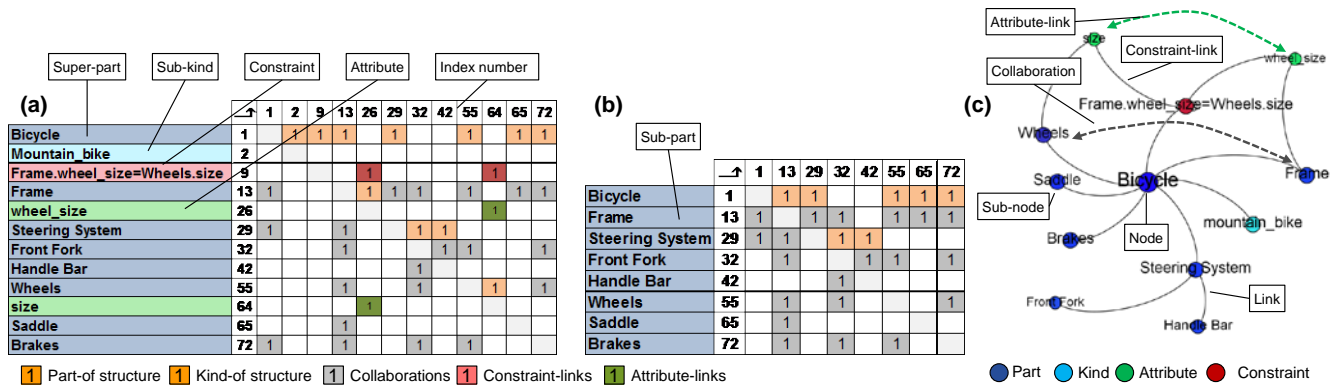 Super-part
Sub-kind
Constraint
Attribute
Index number
(a)
1 2 9 13 26 29 32 42 55 64 65 72
Bicycle 1 1 1 1 1 1 1 1
Mountain_bike 2
Frame.wheel_size=Wheels.size 9 1 1
Frame 13 1 1 1 1 1 1 1
wheel_size 26 1
Steering System 29 1 1 1 1
Front Fork 32 1 1 1 1
Handle Bar 42 1
Wheels 55 1 1 1 1
size 64 1
Saddle 65 1
Brakes 72 1 1 1 1
1 Part-of structure
1 Kind-of structure
1 Collaborations
1 Constraint-links
1 Attribute-links
(b)
Sub-part
1 13 29 32 42 55 65 72
Bicycle 1 1 1 1 1 1
Frame 13 1 1 1 1 1 1
Steering System 29 1 1 1 1
Front Fork 32 1 1 1 1
Handle Bar 42 1
Wheels 55 1 1 1
Saddle 65 1
Brakes 72 1 1 1 1
(c)
Attribute-link
size
Constraint-link
wheel_size
Collaboration
Frame.wheel_size=Wheels.size
Wheels
Saddle
Bicycle
Frame
Sub-node
mountain_bike
Brakes
Node
Steering System
Link
Front Fork
Handle Bar
Part
Kind
Attribute
Constraint